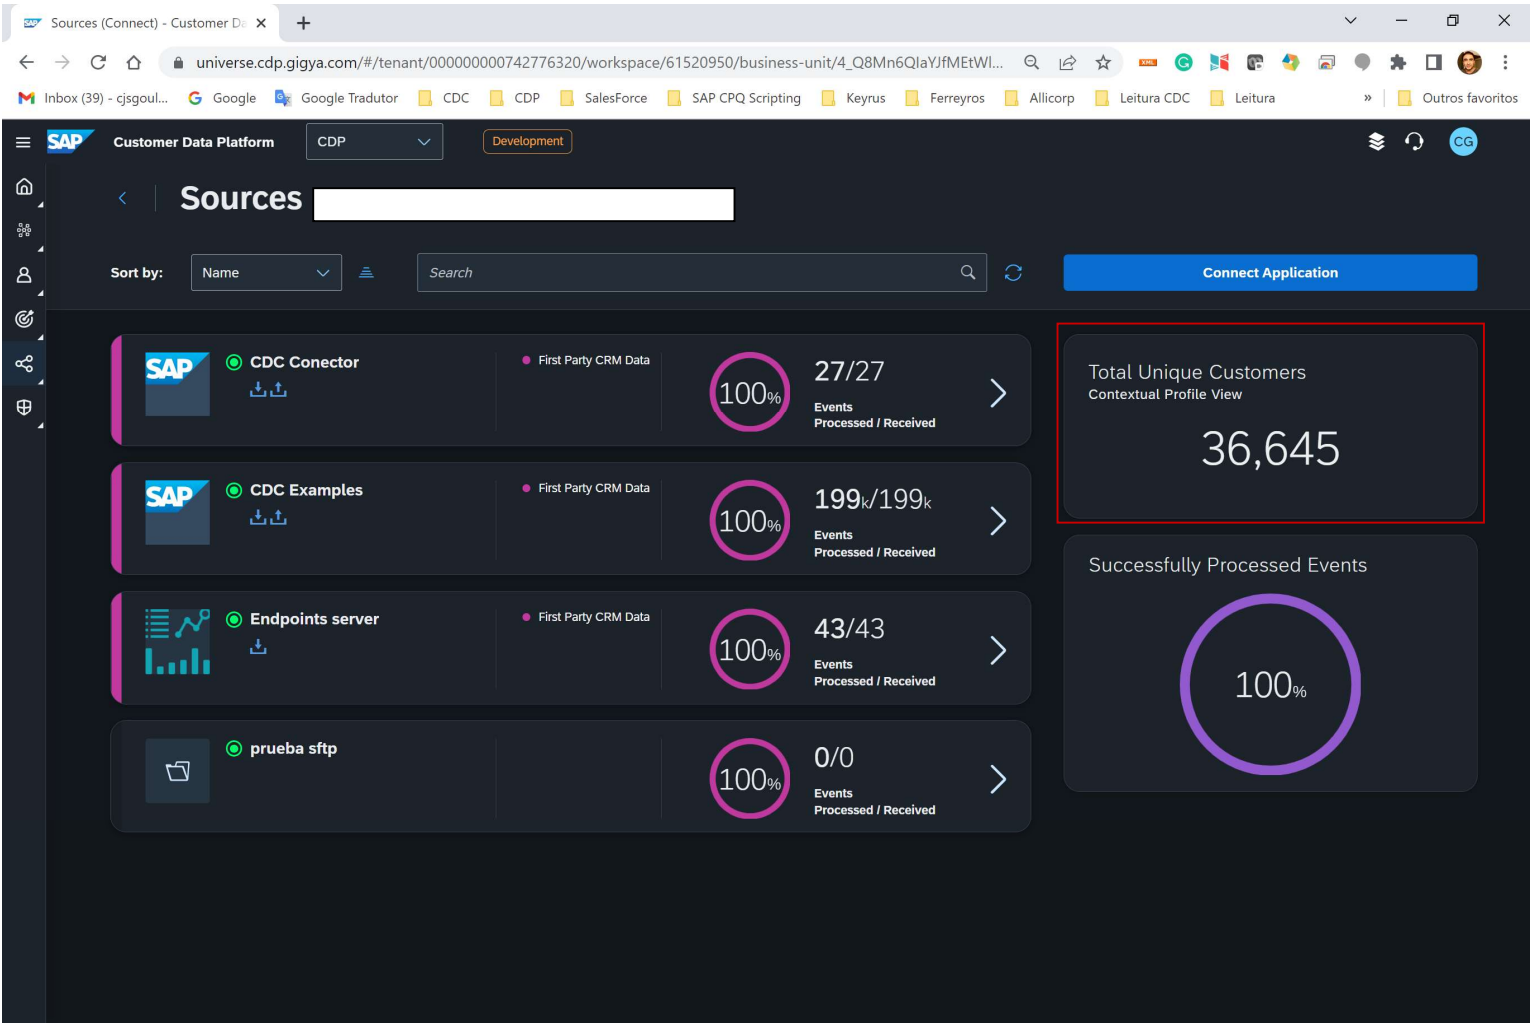 Sources (Connect) - Customer Da
universe.cdp.gigya.com/#/tenant/000000000742776320/workspace/61520950/business-unit/4_Q8Mn6QIaYJfMEtWl...
Inbox (39) - cjsgoul... Google Google Tradutor CDC CDP SalesForce SAP CPQ Scripting Keyrus Ferreyros Allicorp Leitura CDC Leitura » Outros favoritos
SAP Customer Data Platform CDP Development CG
Sources
Sort by: Name Search Connect Application
SAP CDC Conector
First Party CRM Data
100%
27/27
Events
Processed / Received
SAP CDC Examples
First Party CRM Data
100%
199k/199k
Events
Processed / Received
Endpoints server
First Party CRM Data
100%
43/43
Events
Processed / Received
prueba sftp
100%
0/0
Events
Processed / Received
Total Unique Customers
Contextual Profile View
36,645
Successfully Processed Events
100%